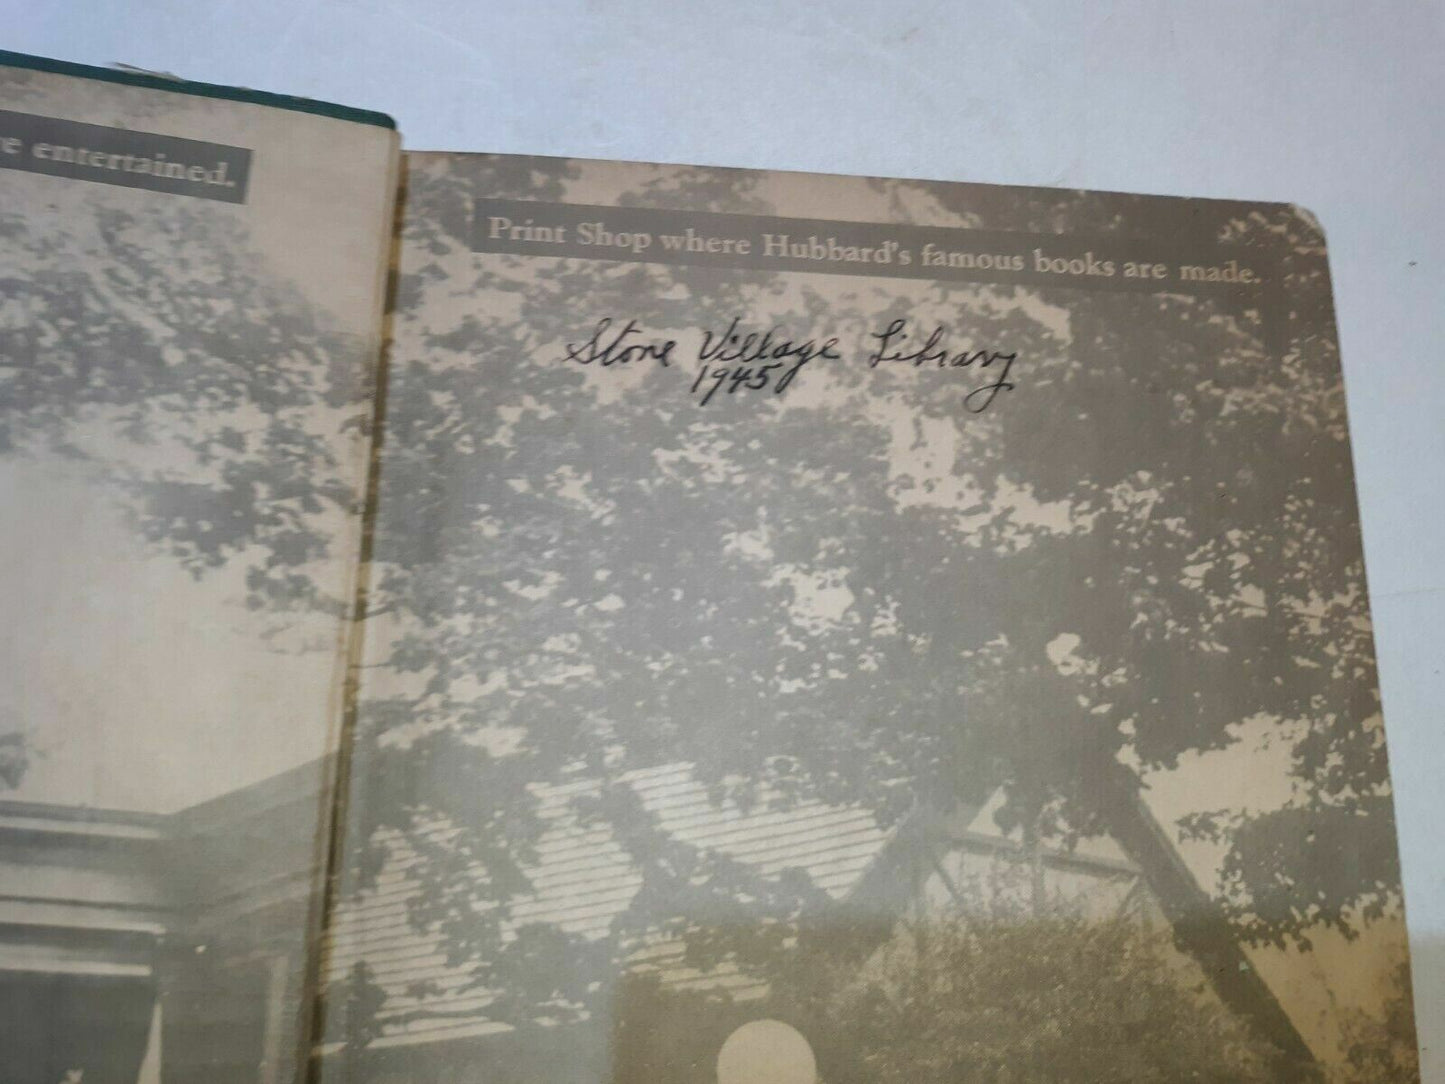 e entertained.
Print Shop where Hubbard's famous books are made.
Stone Village Library
1945